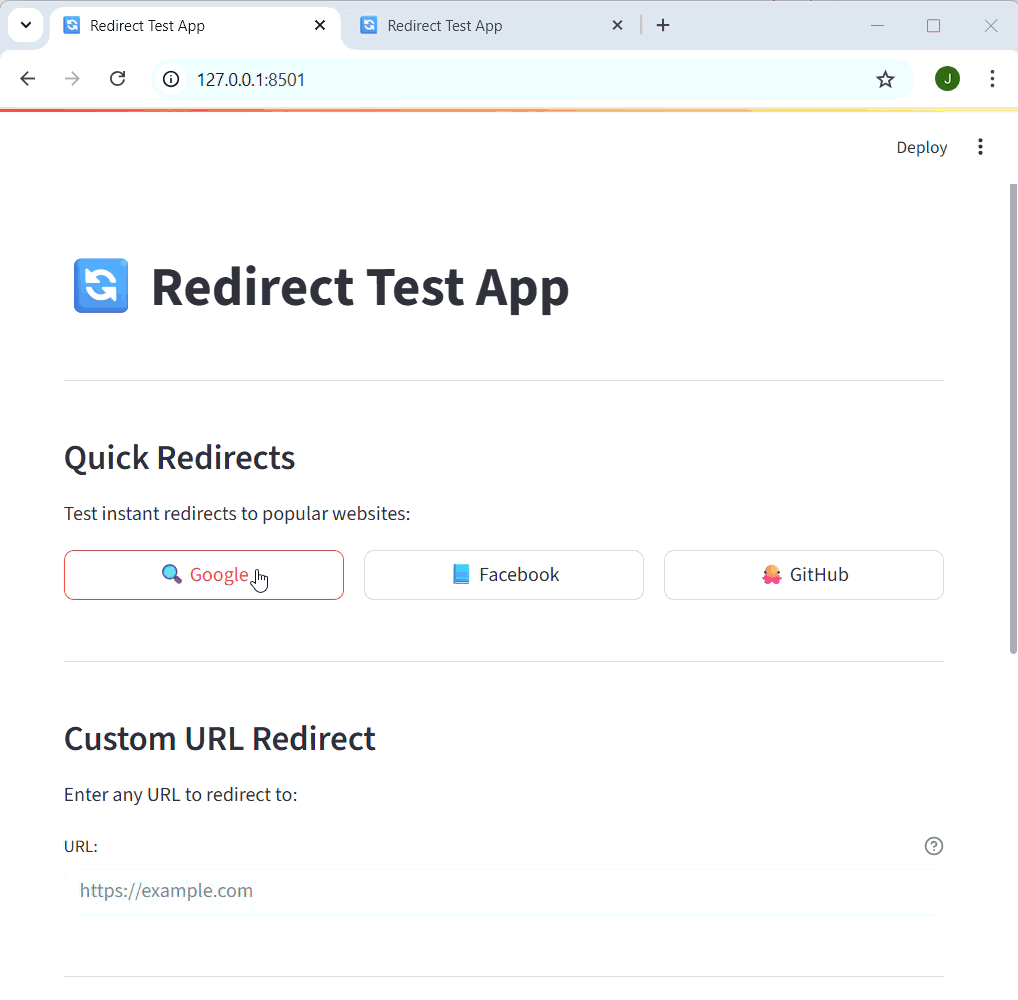 Redirect Test App
Redirect Test App
127.0.0.1:8501
J
Deploy
Redirect Test App
Quick Redirects
Test instant redirects to popular websites:
Google
Facebook
GitHub
Custom URL Redirect
Enter any URL to redirect to:
URL:
https://example.com